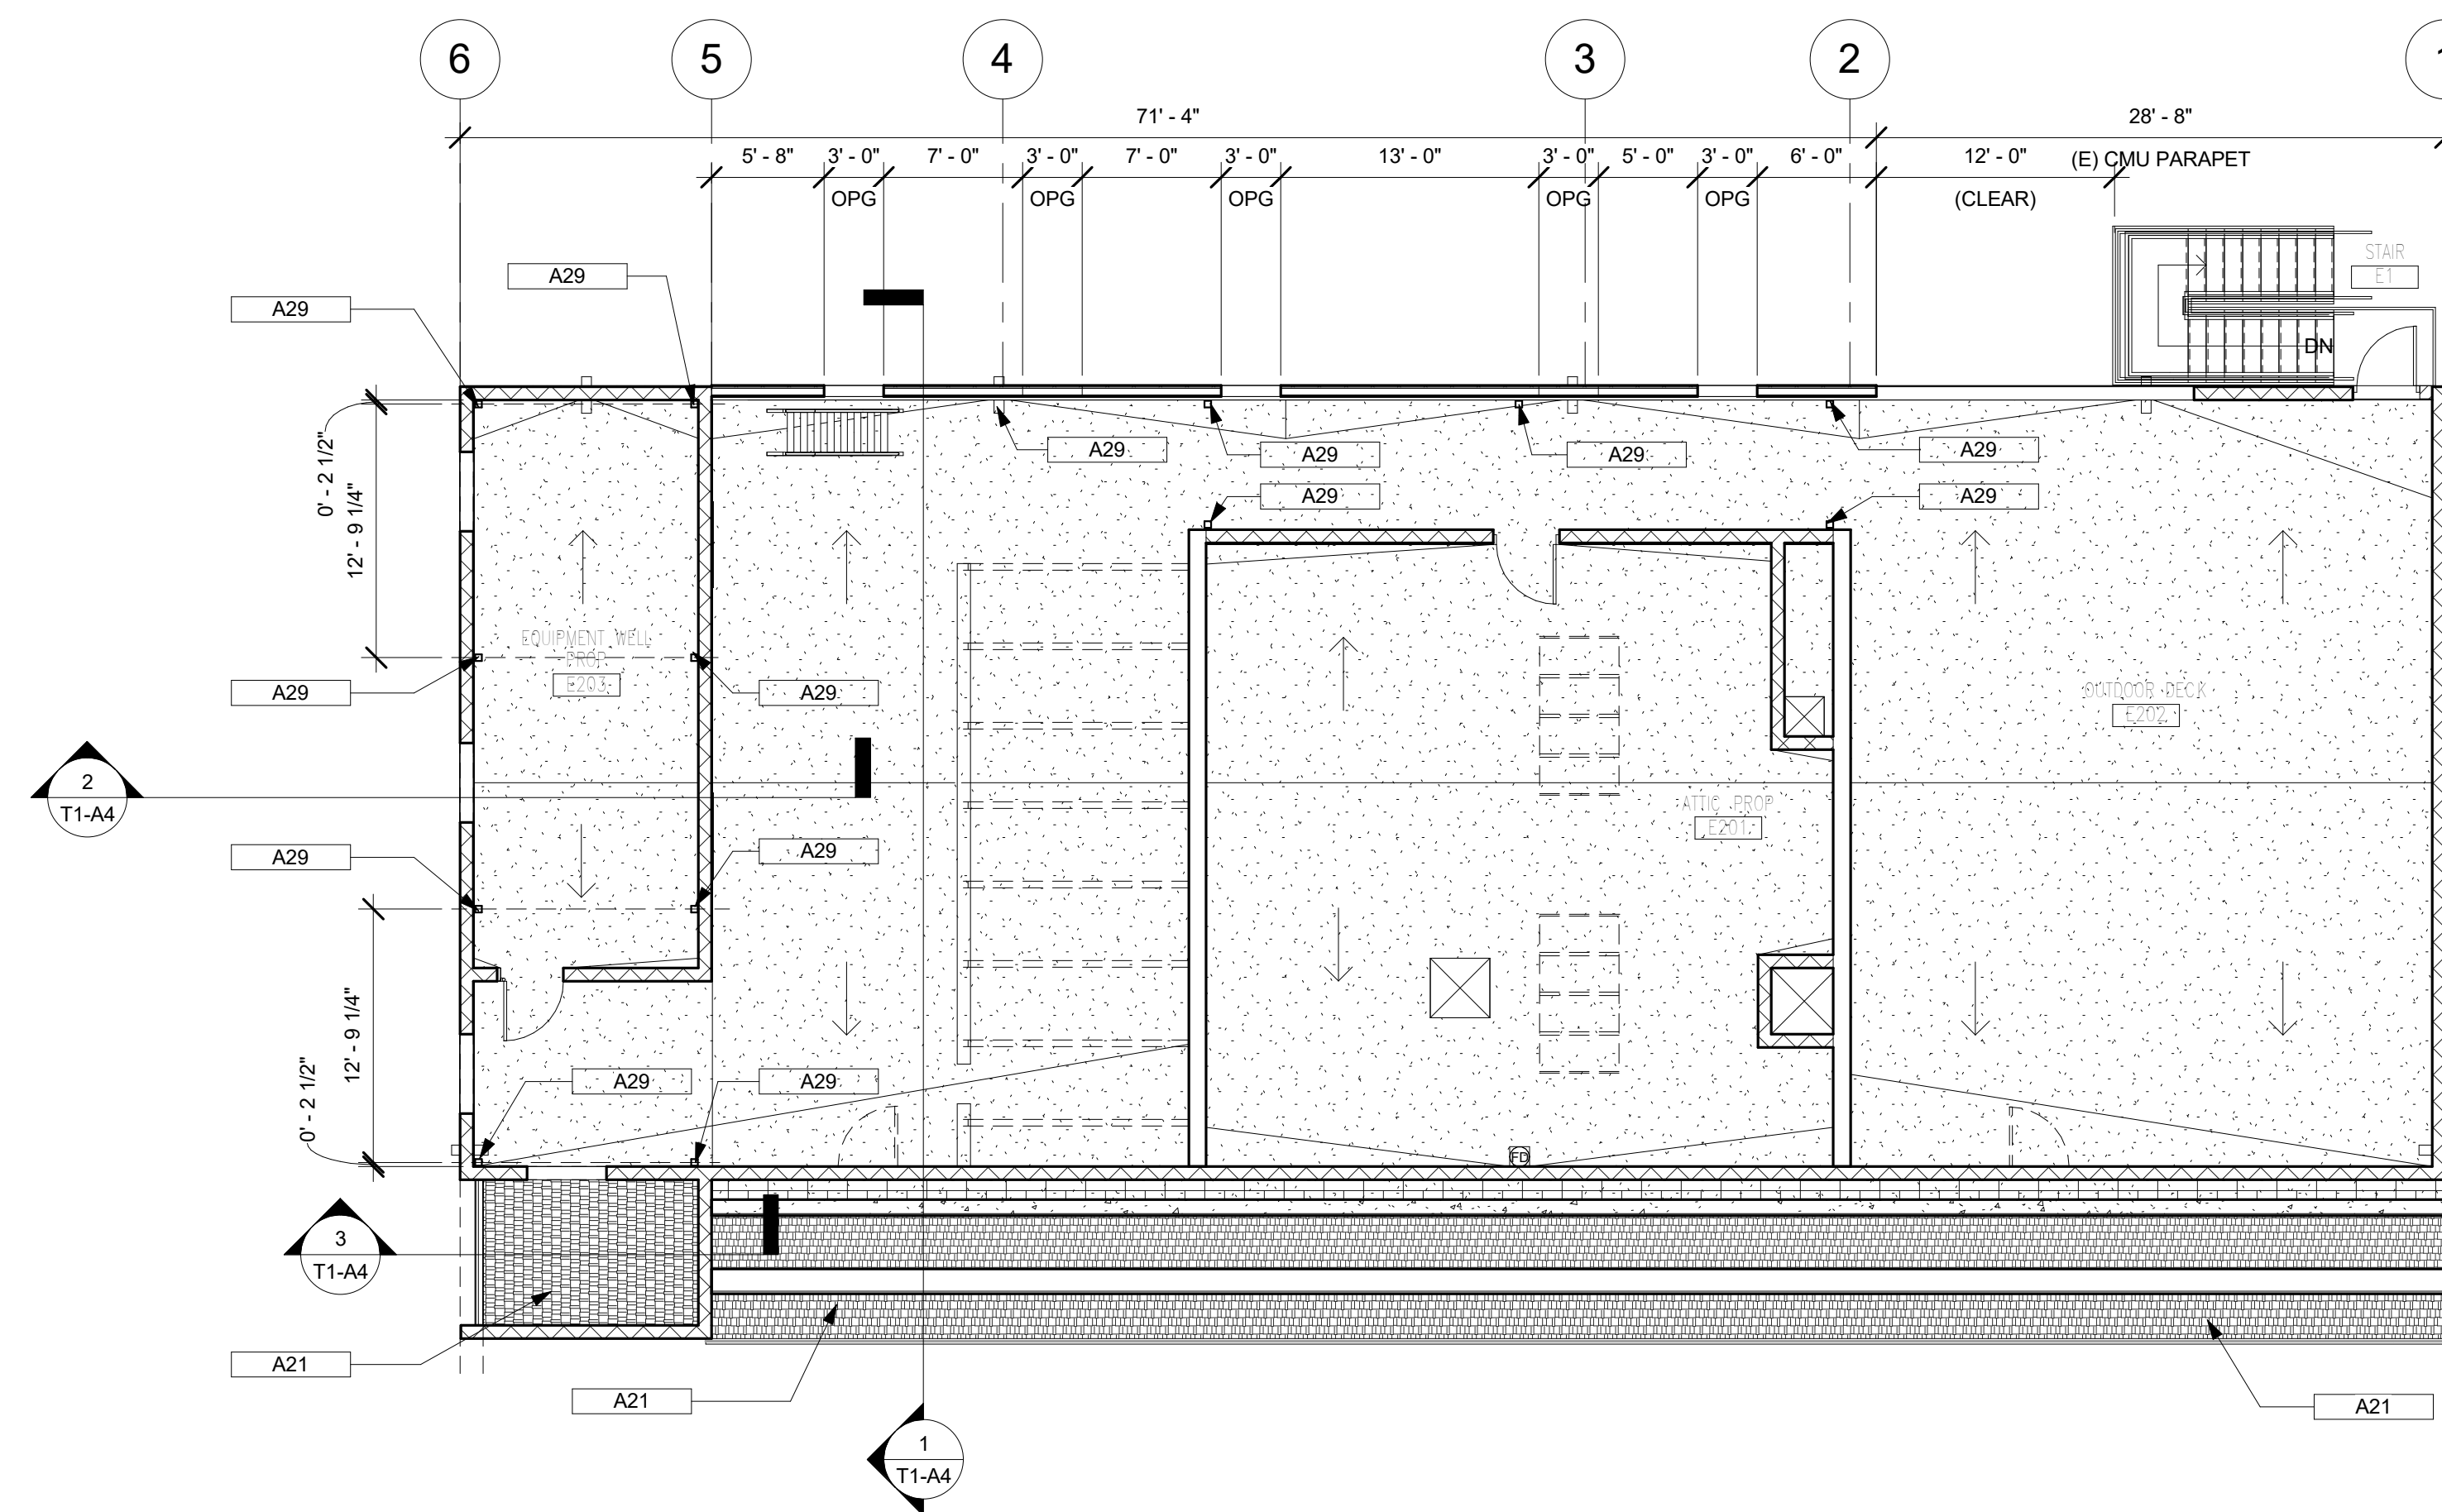 6
5
4
3
2
71' - 4"
28' - 8"
5' - 8"
3' - 0"
7' - 0"
3' - 0"
7' - 0"
3' - 0"
13' - 0"
3' - 0"
5' - 0"
3' - 0"
6' - 0"
12' - 0"
(E) CMU PARAPET
OPG
OPG
OPG
OPG
OPG
(CLEAR)
STAIR
E1
DN
A29
A29
A29
A29
A29
A29
A29
A29
0' - 2 1/2"
12' - 9 1/4"
EQUIPMENT WELL
PROP
E203
A29
A29
OUTDOOR DECK
E202
2
T1-A4
ATTIC PROP
E201
A29
A29
12' - 9 1/4"
0' - 2 1/2"
A29
A29
FD
3
T1-A4
A21
A21
A21
1
T1-A4